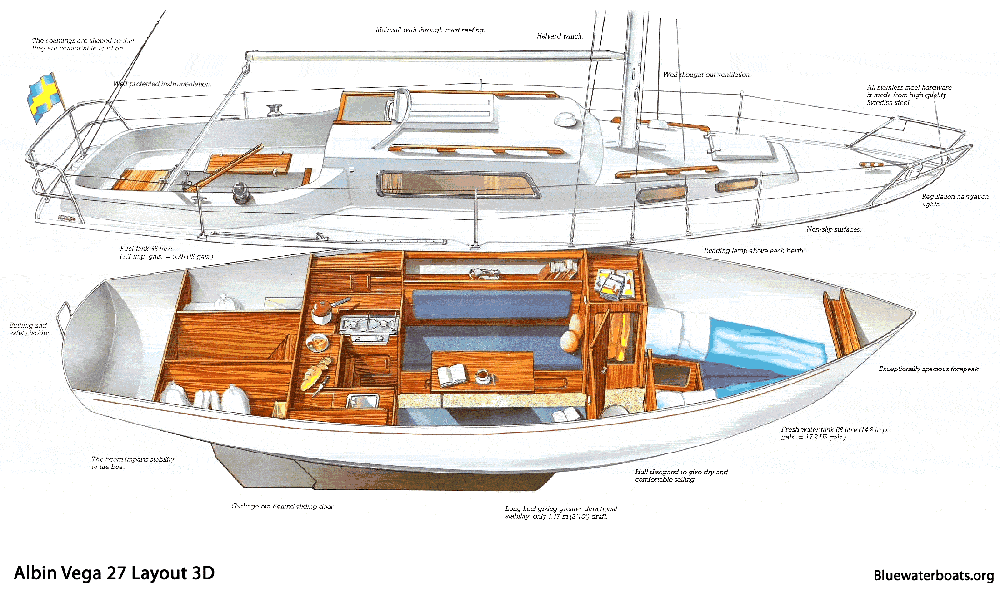 Mainsail with through mast reefing.
Halyard winch.
The coamings are shaped so that
they are comfortable to sit on.
Well-thought-out ventilation.
Well protected instrumentation.
All stainless steel hardware
is made from high quality
Swedish steel.
Regulation navigation
lights.
Non-slip surfaces.
Fuel tank 35 litre
(7.7 imp. gals. = 9.25 US gals.)
Reading lamp above each berth.
Bathing and
safety ladder.
Exceptionally spacious forepeak.
Fresh water tank 65 litre (14.2 imp.
gals. = 17.2 US gals.).
The beam imparts stability
to the boat.
Hull designed to give dry and
comfortable sailing.
Garbage bin behind sliding door.
Long keel giving greater directional
stability, only 1.17 m (3'10") draft.
Albin Vega 27 Layout 3D
Bluewaterboats.org